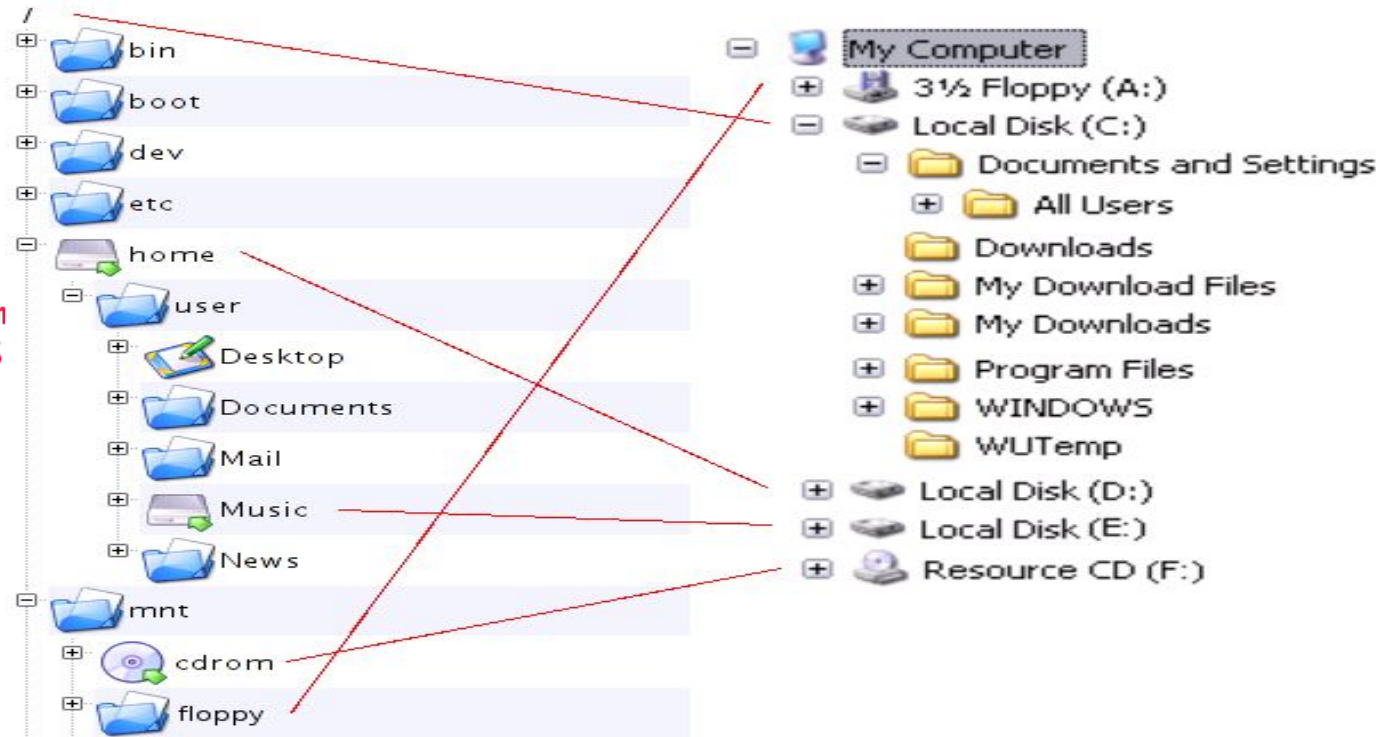 /
bin
boot
dev
etc
home
user
Desktop
Documents
Mail
Music
News
mnt
cdrom
floppy
My Computer
3½ Floppy (A:)
Local Disk (C:)
Documents and Settings
All Users
Downloads
My Download Files
My Downloads
Program Files
WINDOWS
WUTemp
Local Disk (D:)
Local Disk (E:)
Resource CD (F:)